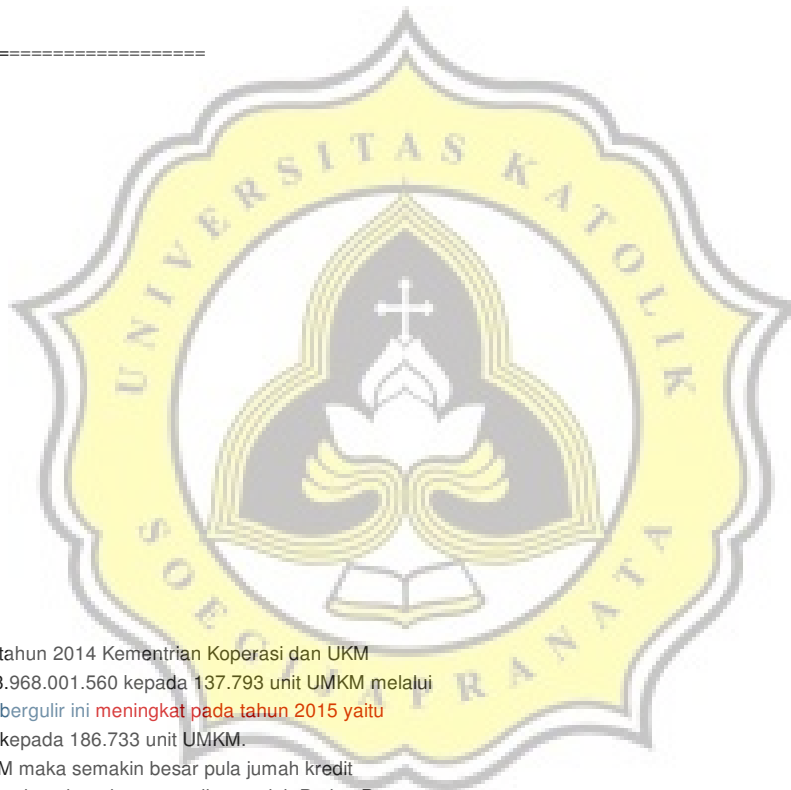 ==================
UNIVERSITAS KATOLIK
SOEGIJAPRANATA
tahun 2014 Kementrian Koperasi dan UKM
.968.001.560 kepada 137.793 unit UMKM melalui
bergulir ini meningkat pada tahun 2015 yaitu
kepada 186.733 unit UMKM.
M maka semakin besar pula jumah kredit